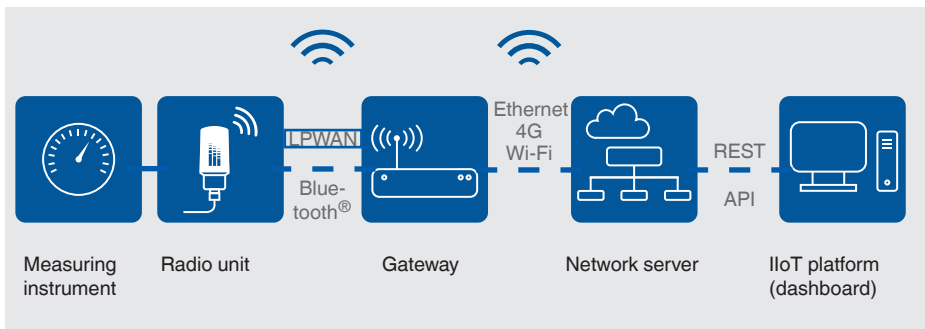 LPWAN
Blue-
tooth®
Ethernet
4G
Wi-Fi
REST
API
Measuring
instrument
Radio unit
Gateway
Network server
IIoT platform
(dashboard)